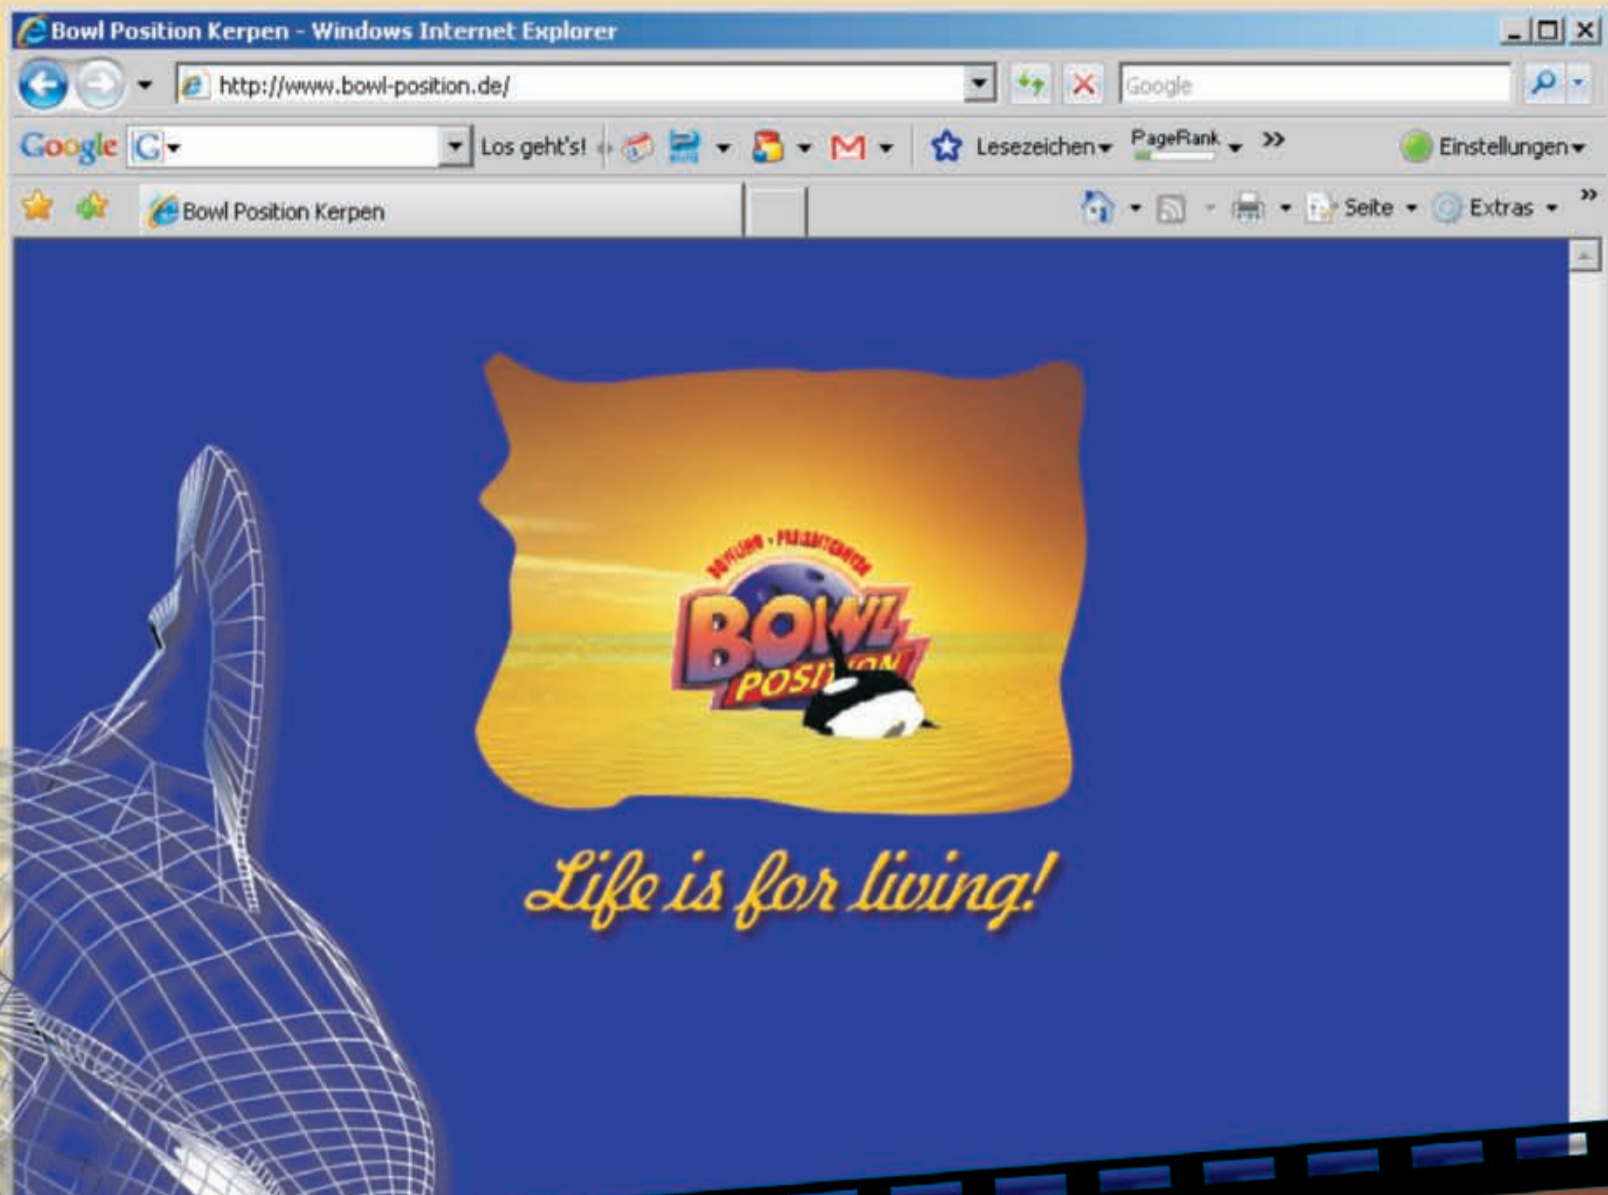 Bowl Position Kerpen - Windows Internet Explorer
http://www.bowl-position.de/
Google
Google G Los geht's! Lesezeichen PageRank Einstellungen
Bowl Position Kerpen
Seite Extras
BOWL
POSITION
Life is for living!